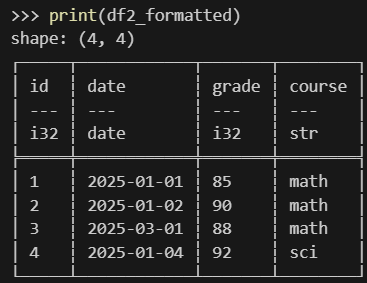 >>> print(df2_formatted)
shape: (4, 4)
┌─────┬────────────┬───────┬────────┐
│ id  ┆ date       ┆ grade ┆ course │
│ --- ┆ ---        ┆ ---   ┆ ---    │
│ i32 ┆ date       ┆ i32   ┆ str    │
╞═════╪════════════╪═══════╪════════╡
│ 1   ┆ 2025-01-01 ┆ 85    ┆ math   │
│ 2   ┆ 2025-01-02 ┆ 90    ┆ math   │
│ 3   ┆ 2025-03-01 ┆ 88    ┆ math   │
│ 4   ┆ 2025-01-04 ┆ 92    ┆ sci    │
└─────┴────────────┴───────┴────────┘